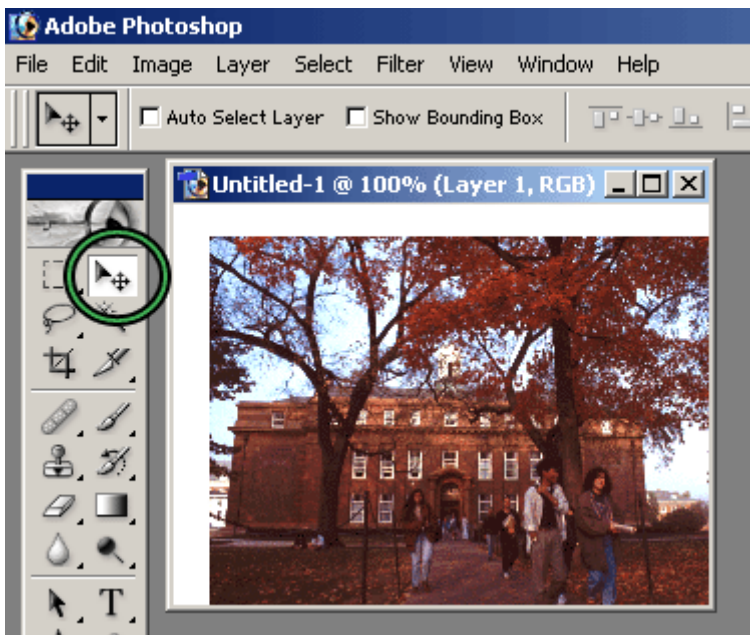 Adobe Photoshop
File Edit Image Layer Select Filter View Window Help
Auto Select Layer Show Bounding Box
Untitled-1 @ 100% (Layer 1, RGB)
T